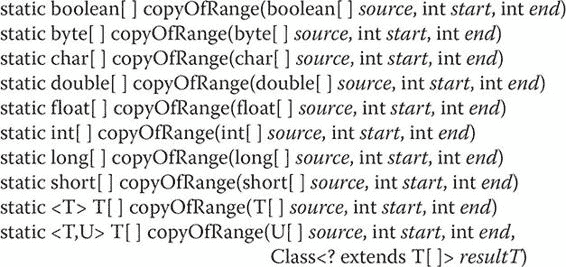 static boolean[ ] copyOfRange(boolean[ ] source, int start, int end)
static byte[ ] copyOfRange(byte[ ] source, int start, int end)
static char[ ] copyOfRange(char[ ] source, int start, int end)
static double[ ] copyOfRange(double[ ] source, int start, int end)
static float[ ] copyOfRange(float[ ] source, int start, int end)
static int[ ] copyOfRange(int[ ] source, int start, int end)
static long[ ] copyOfRange(long[ ] source, int start, int end)
static short[ ] copyOfRange(short[ ] source, int start, int end)
static <T> T[ ] copyOfRange(T[ ] source, int start, int end)
static <T,U> T[ ] copyOfRange(U[ ] source, int start, int end,
Class<? extends T[ ]> resultT)